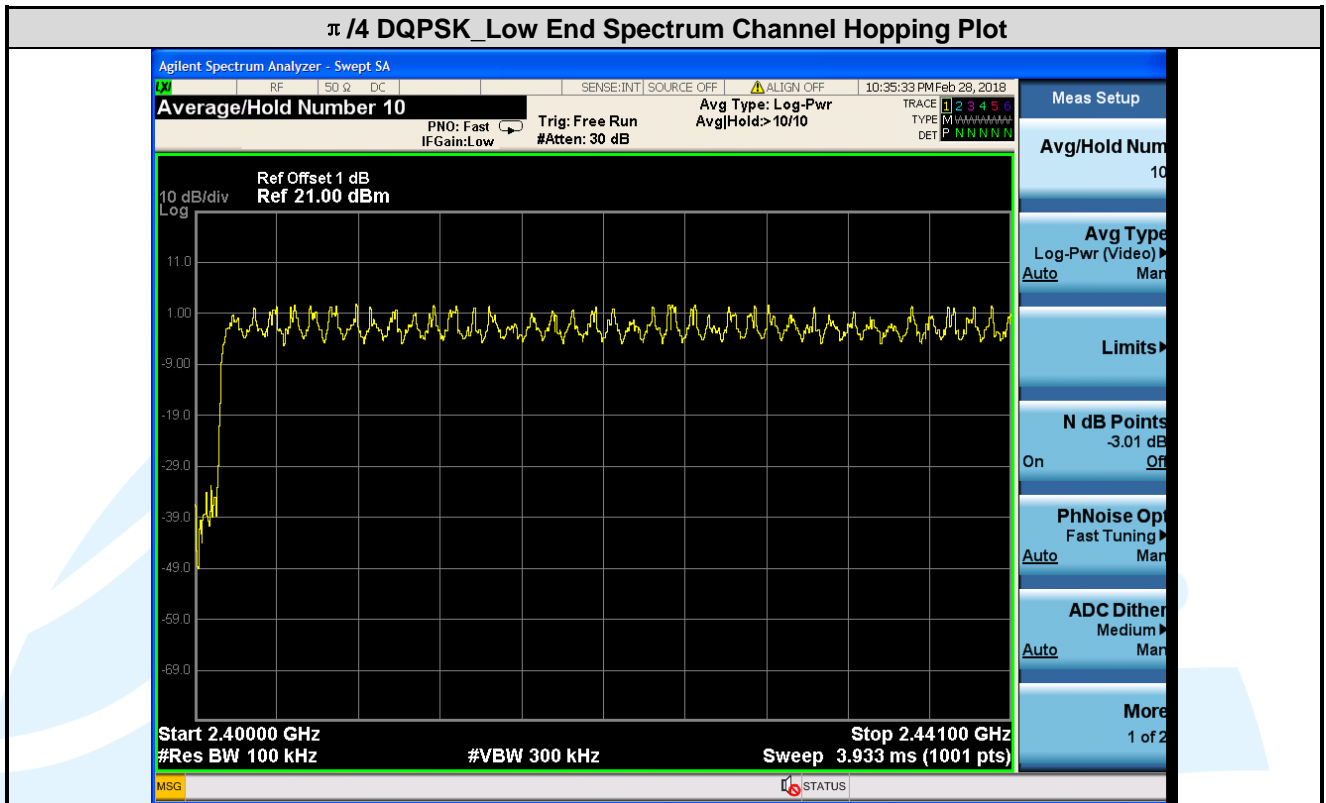 π /4 DQPSK_Low End Spectrum Channel Hopping Plot
Agilent Spectrum Analyzer - Swept SA
LXI RF 50 Ω DC SENSE:INT SOURCE OFF ALIGN OFF 10:35:33 PM Feb 28, 2018
Average/Hold Number 10
PNO: Fast
IFGain:Low
Trig: Free Run
#Atten: 30 dB
Avg Type: Log-Pwr
Avg|Hold:> 10/10
TRACE 1 2 3 4 5 6
TYPE M
DET P N N N N N
Ref Offset 1 dB
10 dB/div Ref 21.00 dBm
Log
11.0
1.00
-9.00
-19.0
-29.0
-39.0
-49.0
-59.0
-69.0
Start 2.40000 GHz Stop 2.44100 GHz
#Res BW 100 kHz #VBW 300 kHz Sweep 3.933 ms (1001 pts)
MSG STATUS
Meas Setup
Avg/Hold Num
10
Avg Type
Log-Pwr (Video)
Auto Man
Limits
N dB Points
-3.01 dB
On Off
PhNoise Opt
Fast Tuning
Auto Man
ADC Dither
Medium
Auto Man
More
1 of 2